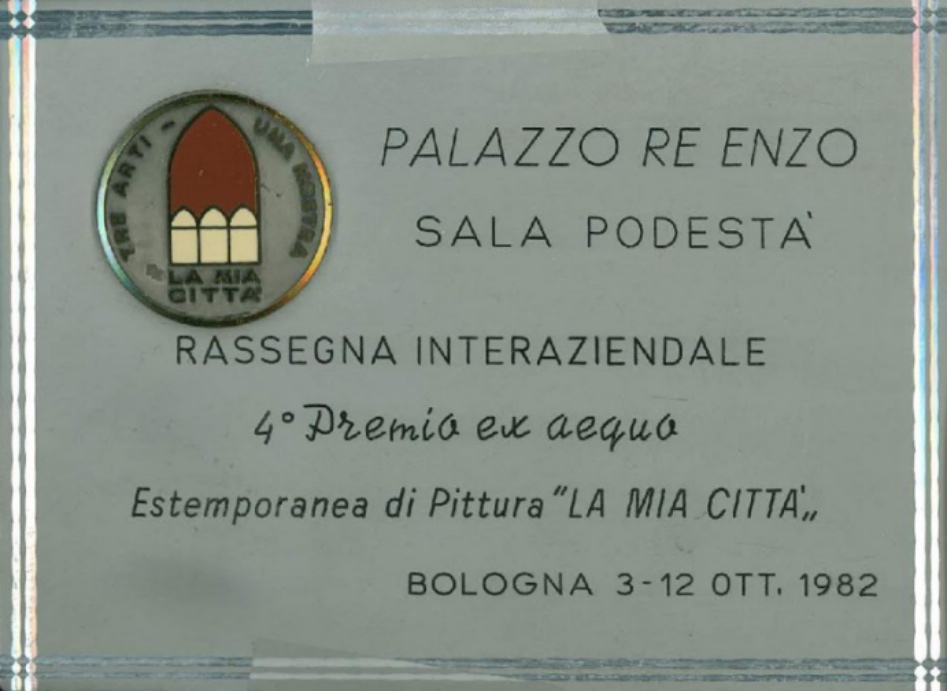 TRE ARTI - UNA MOSTRA
LA MIA
CITTA'
PALAZZO RE ENZO
SALA PODESTA'
RASSEGNA INTERAZIENDALE
4° Premio ex aequo
Estemporanea di Pittura "LA MIA CITTA'„
BOLOGNA 3-12 OTT. 1982